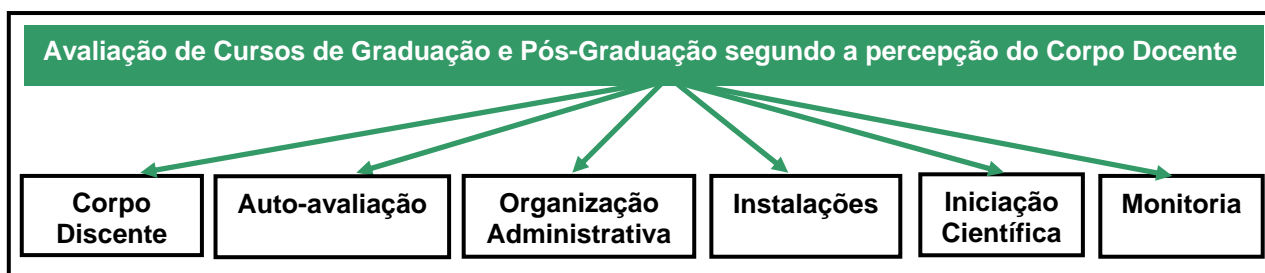 Avaliação de Cursos de Graduação e Pós-Graduação segundo a percepção do Corpo Docente
Corpo
Discente
Auto-avaliação
Organização
Administrativa
Instalações
Iniciação
Científica
Monitoria